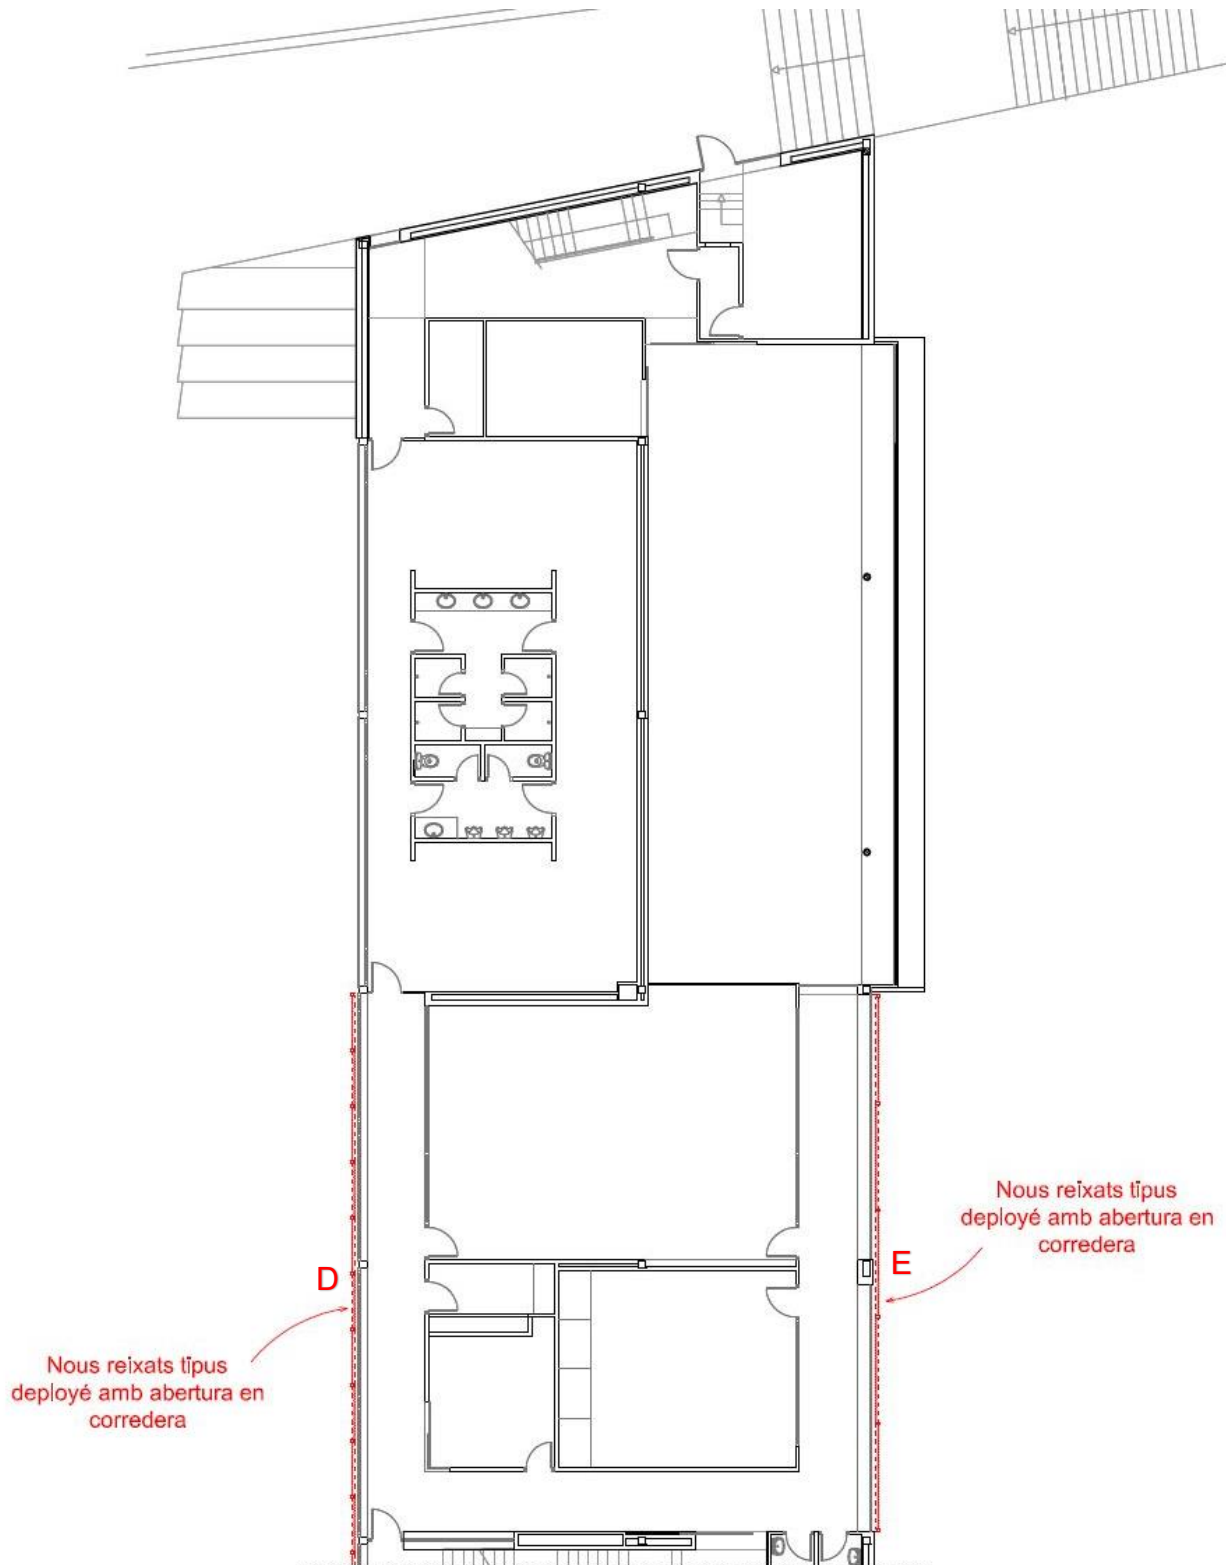 Nous reixats tipus
deployé amb abertura en
corredera
E
D
Nous reixats tipus
deployé amb abertura en
corredera